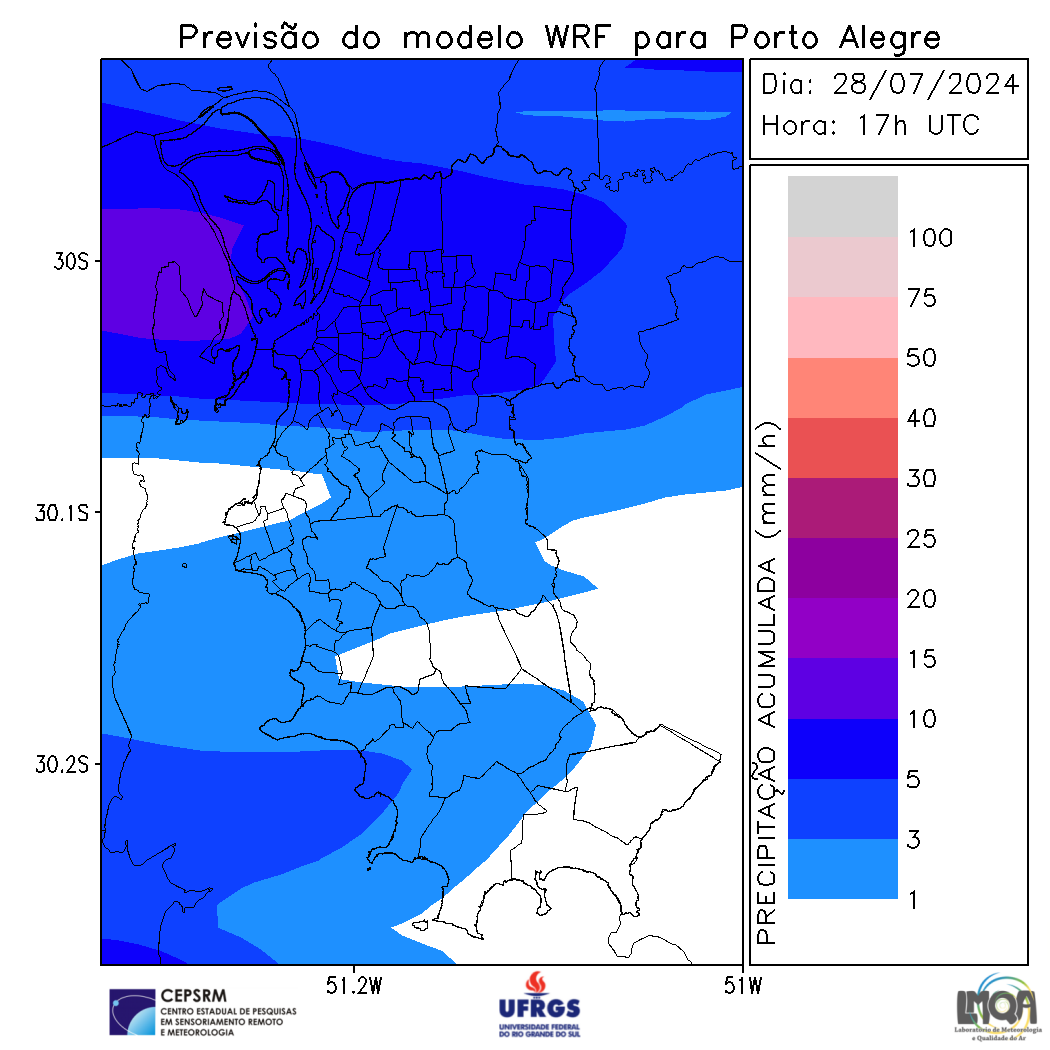 Previsão do modelo WRF para Porto Alegre
Dia: 28/07/2024
Hora: 17h UTC
30S
30.1S
30.2S
51.2W
51W
PRECIPITAÇÃO ACUMULADA (mm/h)
100
75
50
40
30
25
20
15
10
5
3
1
CEPSRM
CENTRO ESTADUAL DE PESQUISAS
EM SENSORIAMENTO REMOTO
E METEOROLOGIA
UFRGS
UNIVERSIDADE FEDERAL
DO RIO GRANDE DO SUL
LMQA
Laboratório de Meteorologia
e Qualidade do Ar